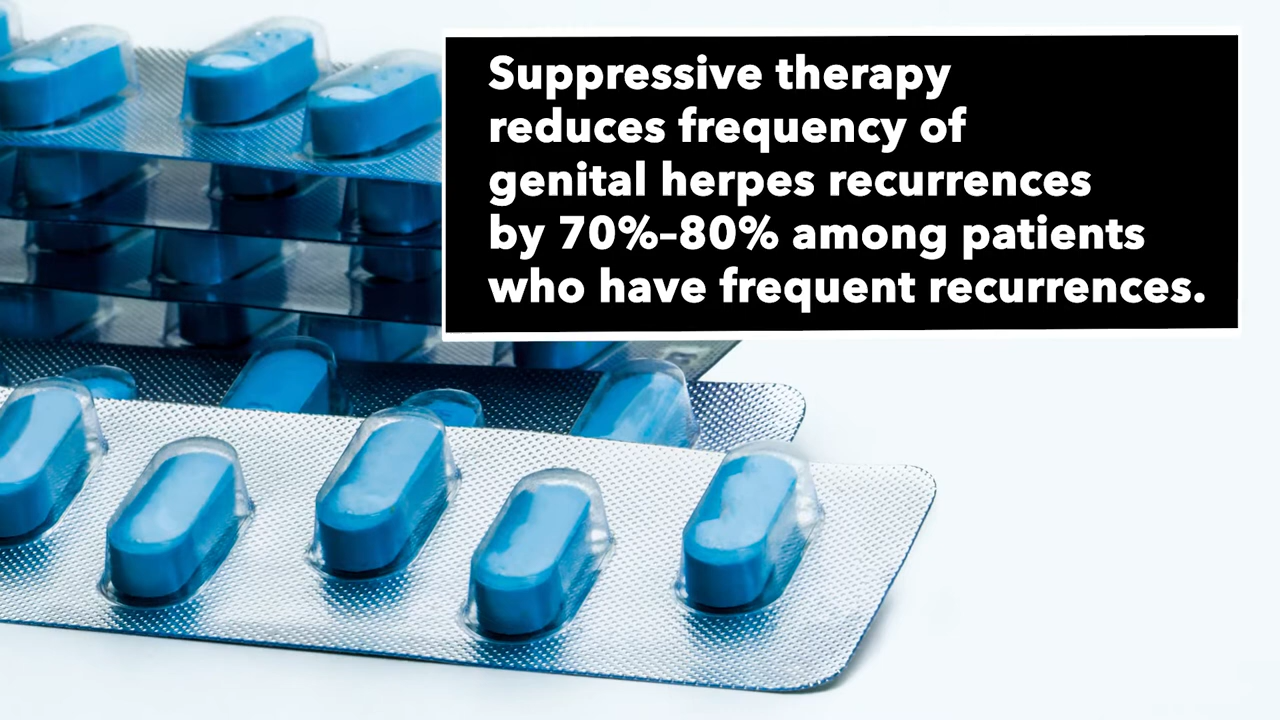 Suppressive therapy
reduces frequency of
genital herpes recurrences
by 70%–80% among patients
who have frequent recurrences.